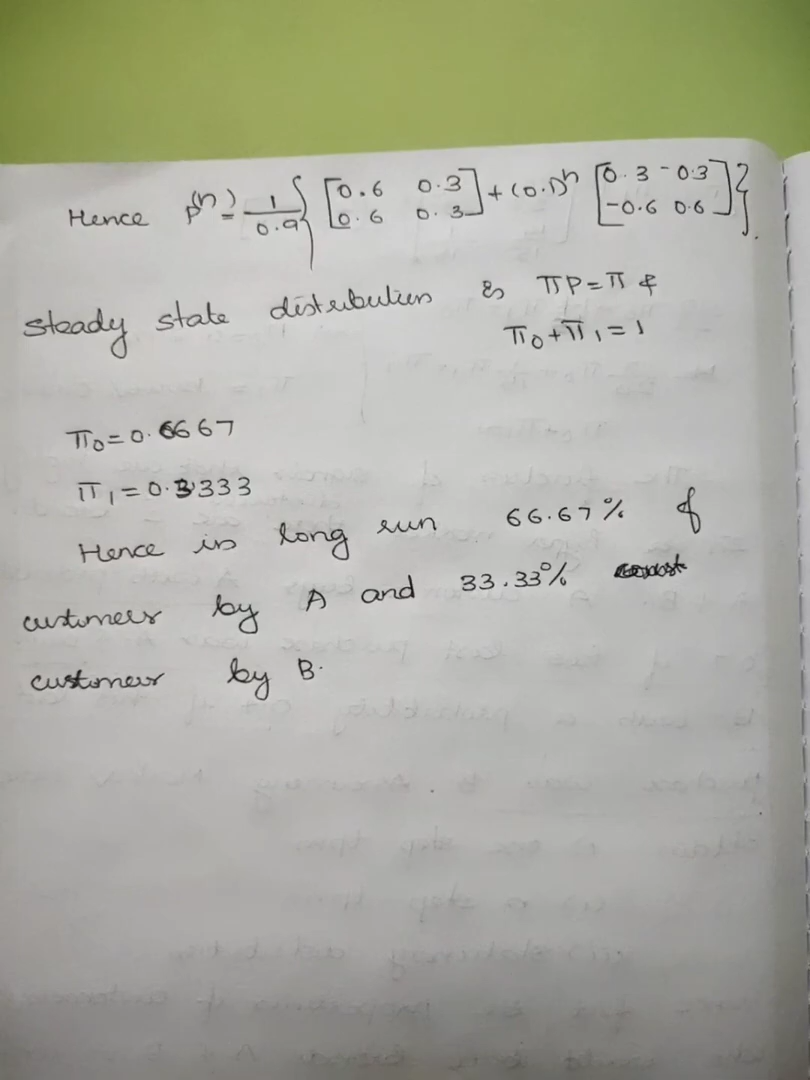 Hence P^(n) = 1/0.9 { [0.6 0.3; 0.6 0.3] + (0.1)^n [0.3 -0.3; -0.6 0.6] }.
steady state distribution is πP=π &
π0+π1=1
π0=0.6667
π1=0.3333
Hence in long run 66.67% of
customers by A and 33.33%
customer by B.